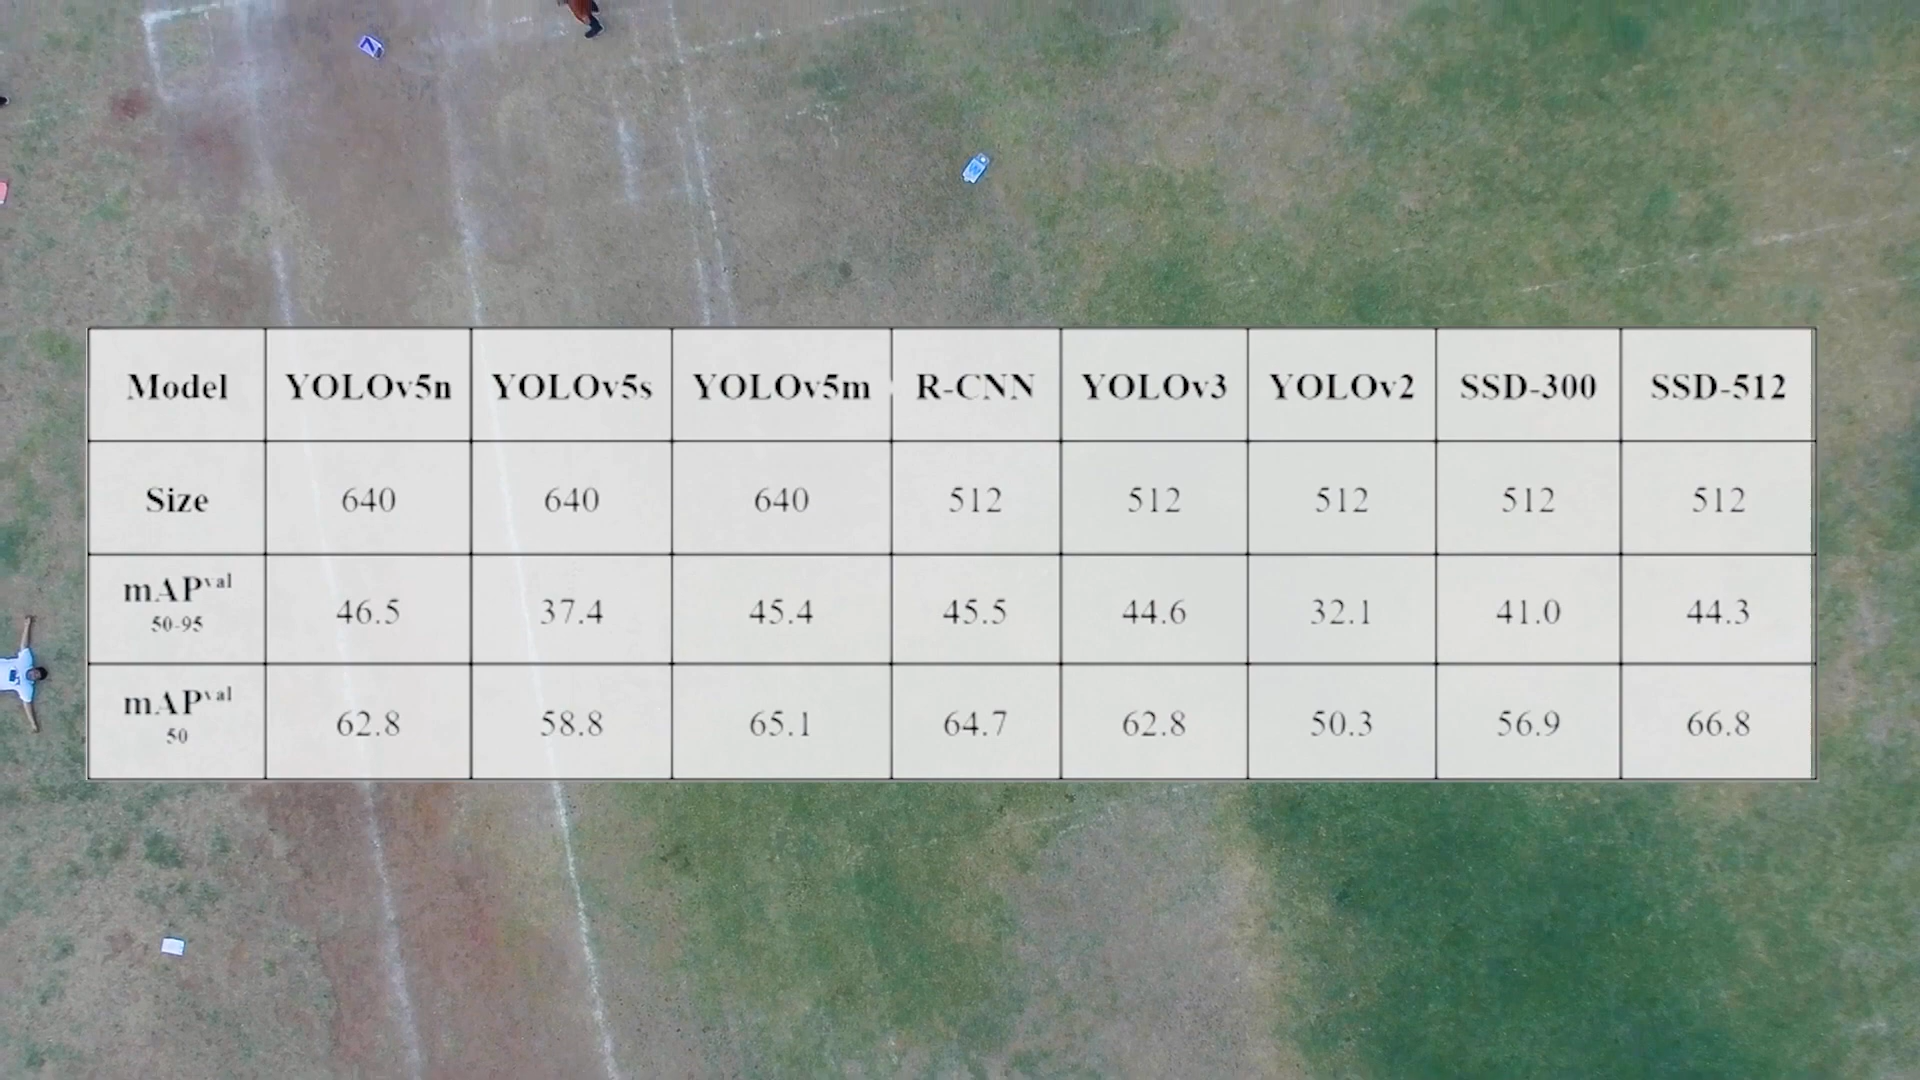 Model YOLOv5n YOLOv5s YOLOv5m R-CNN YOLOv3 YOLOv2 SSD-300 SSD-512
Size 640 640 640 512 512 512 512 512
mAPval 50-95 46.5 37.4 45.4 45.5 44.6 32.1 41.0 44.3
mAPval 50 62.8 58.8 65.1 64.7 62.8 50.3 56.9 66.8